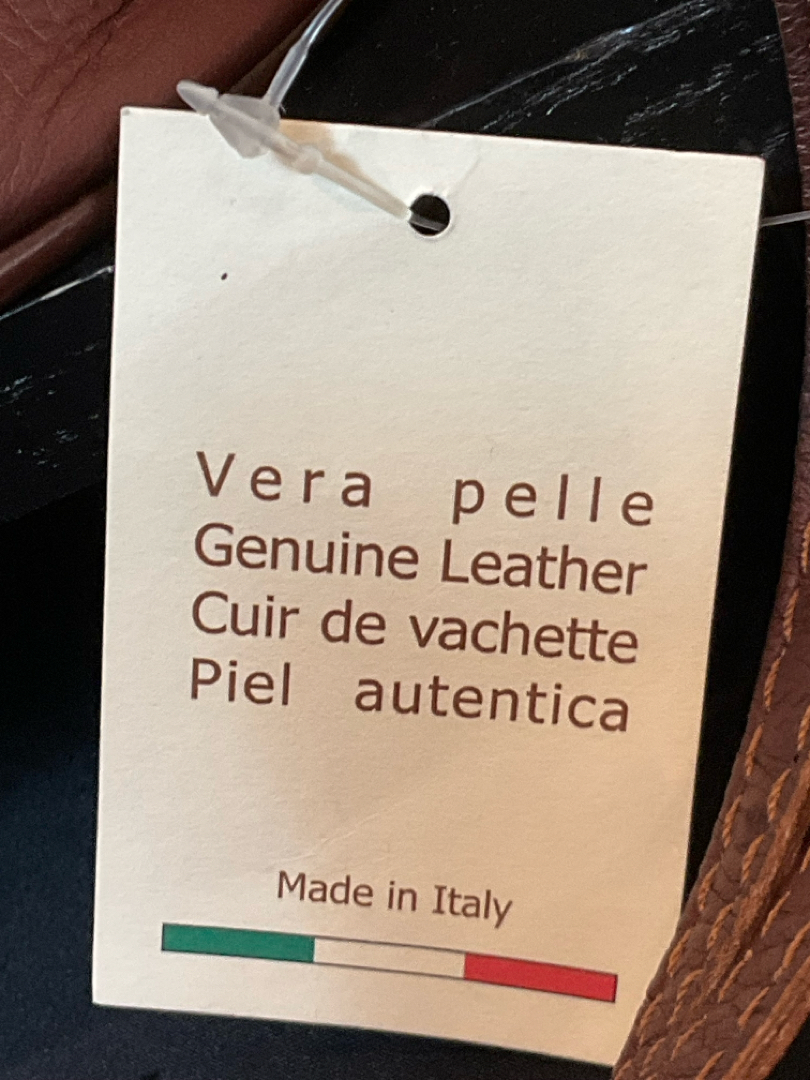 Vera pelle
Genuine Leather
Cuir de vachette
Piel autentica
Made in Italy